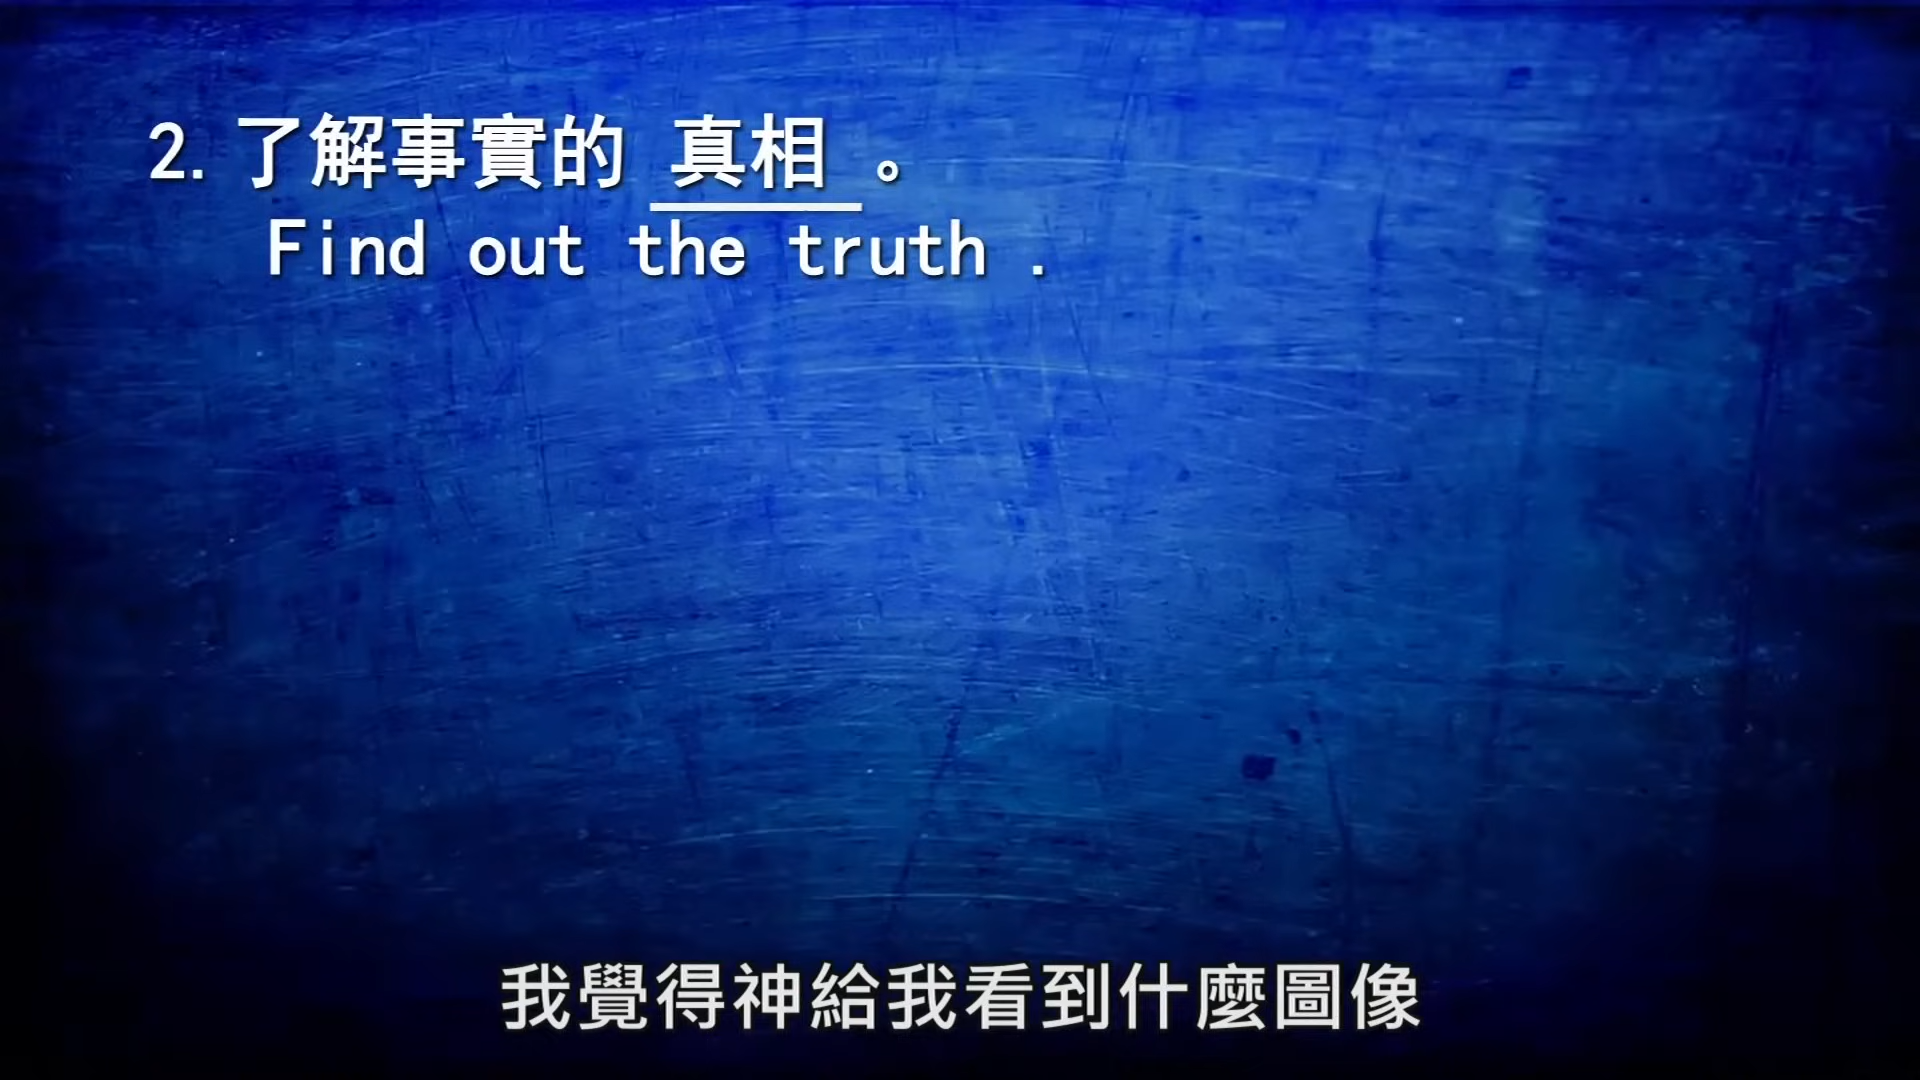 2. 了解事實的 真相 。
Find out the truth .
我覺得神給我看到什麼圖像